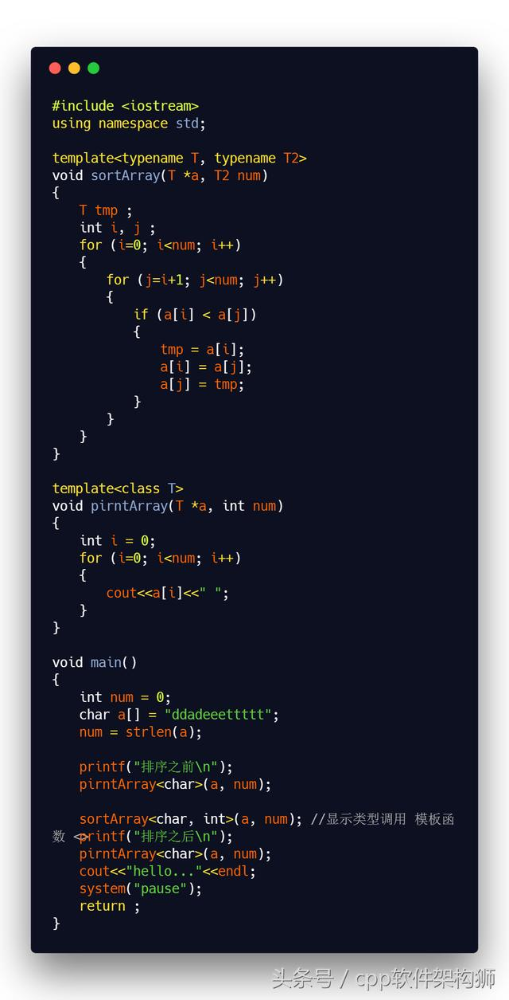 #include <iostream>
using namespace std;
template<typename T, typename T2>
void sortArray(T *a, T2 num)
{
T tmp ;
int i, j ;
for (i=0; i<num; i++)
{
for (j=i+1; j<num; j++)
{
if (a[i] < a[j])
{
tmp = a[i];
a[i] = a[j];
a[j] = tmp;
}
}
}
}
template<class T>
void pirntArray(T *a, int num)
{
int i = 0;
for (i=0; i<num; i++)
{
cout<<a[i]<<" ";
}
}
void main()
{
int num = 0;
char a[] = "ddadeeettttt";
num = strlen(a);
printf("排序之前\n");
pirntArray<char>(a, num);
sortArray<char, int>(a, num); //显示类型调用 模板函
数 <>printf("排序之后\n");
pirntArray<char>(a, num);
cout<<"hello..."<<endl;
system("pause");
return ;
}
头条号 / cpp软件架构狮